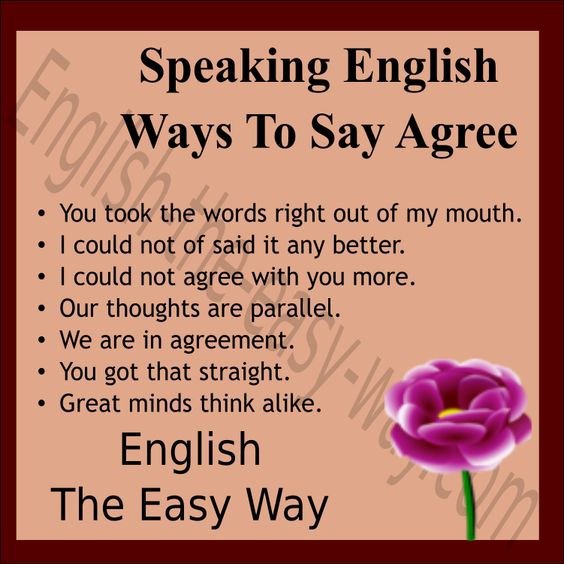 Speaking English
Ways To Say Agree
• You took the words right out of my mouth.
• I could not of said it any better.
• I could not agree with you more.
• Our thoughts are parallel.
• We are in agreement.
• You got that straight.
• Great minds think alike.
English
The Easy Way
English-the-easy-way.com